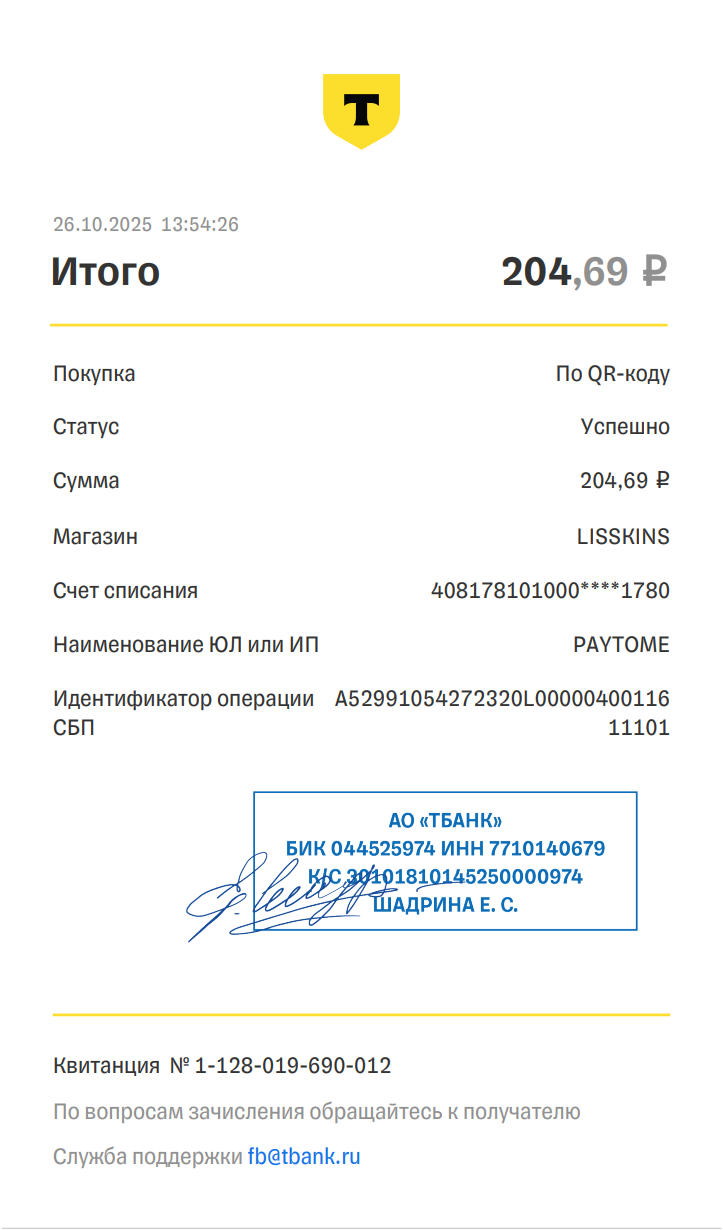 Т
26.10.2025 13:54:26
Итого 204,69 ₽
Покупка По QR-коду
Статус Успешно
Сумма 204,69 ₽
Магазин LISSKINS
Счет списания 408178101000****1780
Наименование ЮЛ или ИП PAYTOME
Идентификатор операции A52991054272320L00000400116
СБП 11101
АО «ТБАНК»
БИК 044525974 ИНН 7710140679
К/С 30101810145250000974
ШАДРИНА Е. С.
Квитанция № 1-128-019-690-012
По вопросам зачисления обращайтесь к получателю
Служба поддержки fb@tbank.ru